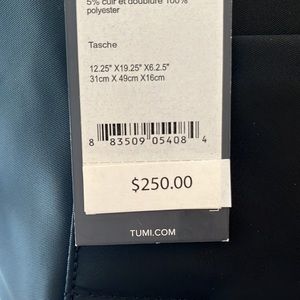 5% cuir et doublure 100%
polyester
Tasche
12.25" X19.25" X6.2.5"
31cm X 49cm X16cm
8 83509 05408 4
$250.00
TUMI.COM